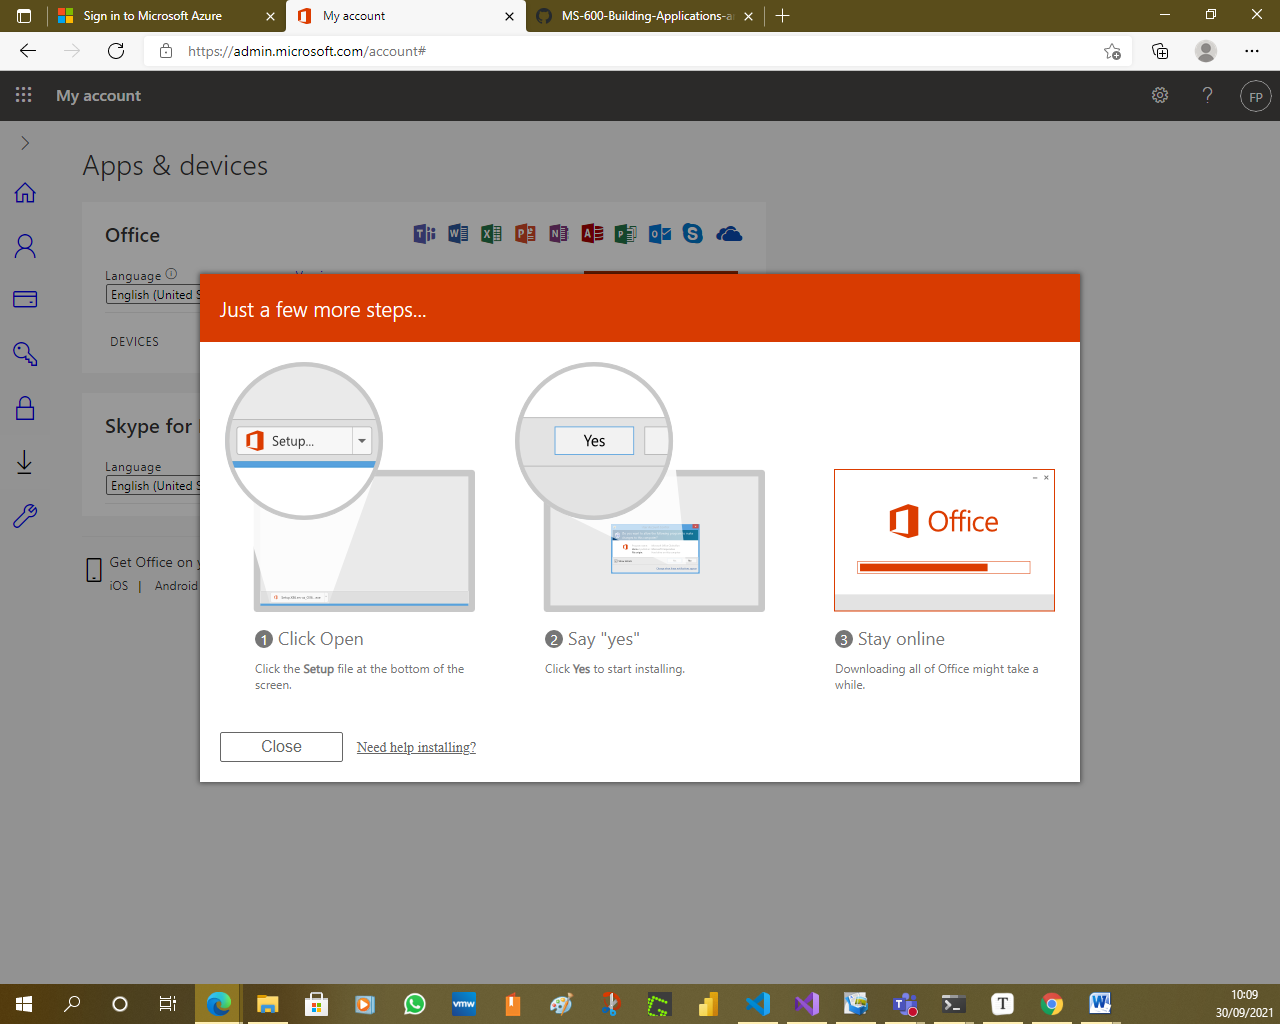 Sign in to Microsoft Azure
My account
MS-600-Building-Applications-a
https://admin.microsoft.com/account#
My account
FP
Apps & devices
Office
Language
English (United S
DEVICES
Skype for
Language
English (United S
Get Office on y
iOS | Android
Just a few more steps...
Setup...
Yes
Office
1 Click Open
Click the Setup file at the bottom of the
screen.
2 Say "yes"
Click Yes to start installing.
3 Stay online
Downloading all of Office might take a
while.
Close
Need help installing?
vmw
T
10:09
30/09/2021